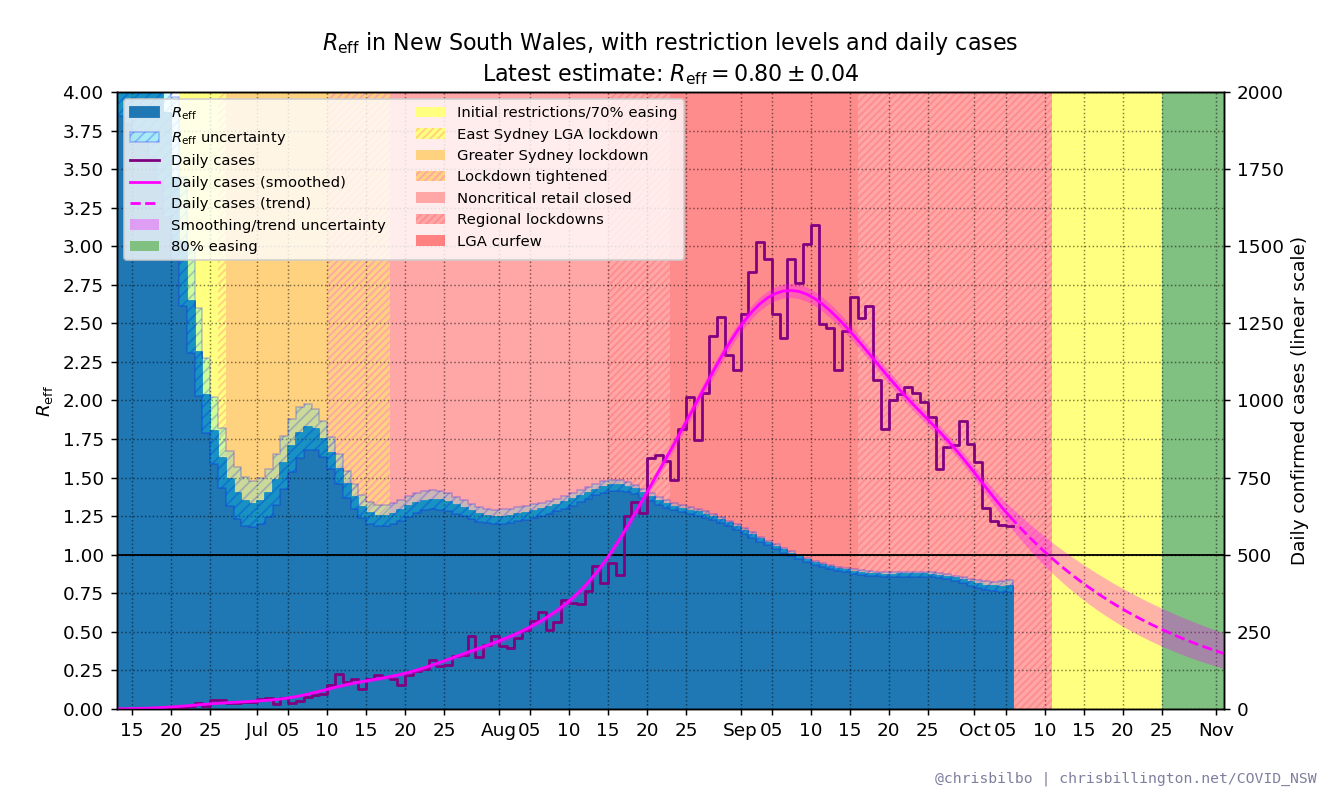 R_eff in New South Wales, with restriction levels and daily cases
Latest estimate: R_eff = 0.80 ± 0.04
4.00
3.75
3.50
3.25
3.00
2.75
2.50
2.25
2.00
1.75
1.50
1.25
1.00
0.75
0.50
0.25
0.00
R_eff
R_eff
R_eff uncertainty
Daily cases
Daily cases (smoothed)
Daily cases (trend)
Smoothing/trend uncertainty
80% easing
Initial restrictions/70% easing
East Sydney LGA lockdown
Greater Sydney lockdown
Lockdown tightened
Noncritical retail closed
Regional lockdowns
LGA curfew
2000
1750
1500
1250
1000
750
500
250
0
Daily confirmed cases (linear scale)
15 20 25 Jul 05 10 15 20 25 Aug 05 10 15 20 25 Sep 05 10 15 20 25 Oct 05 10 15 20 25 Nov
@chrisbilbo | chrisbillington.net/COVID_NSW